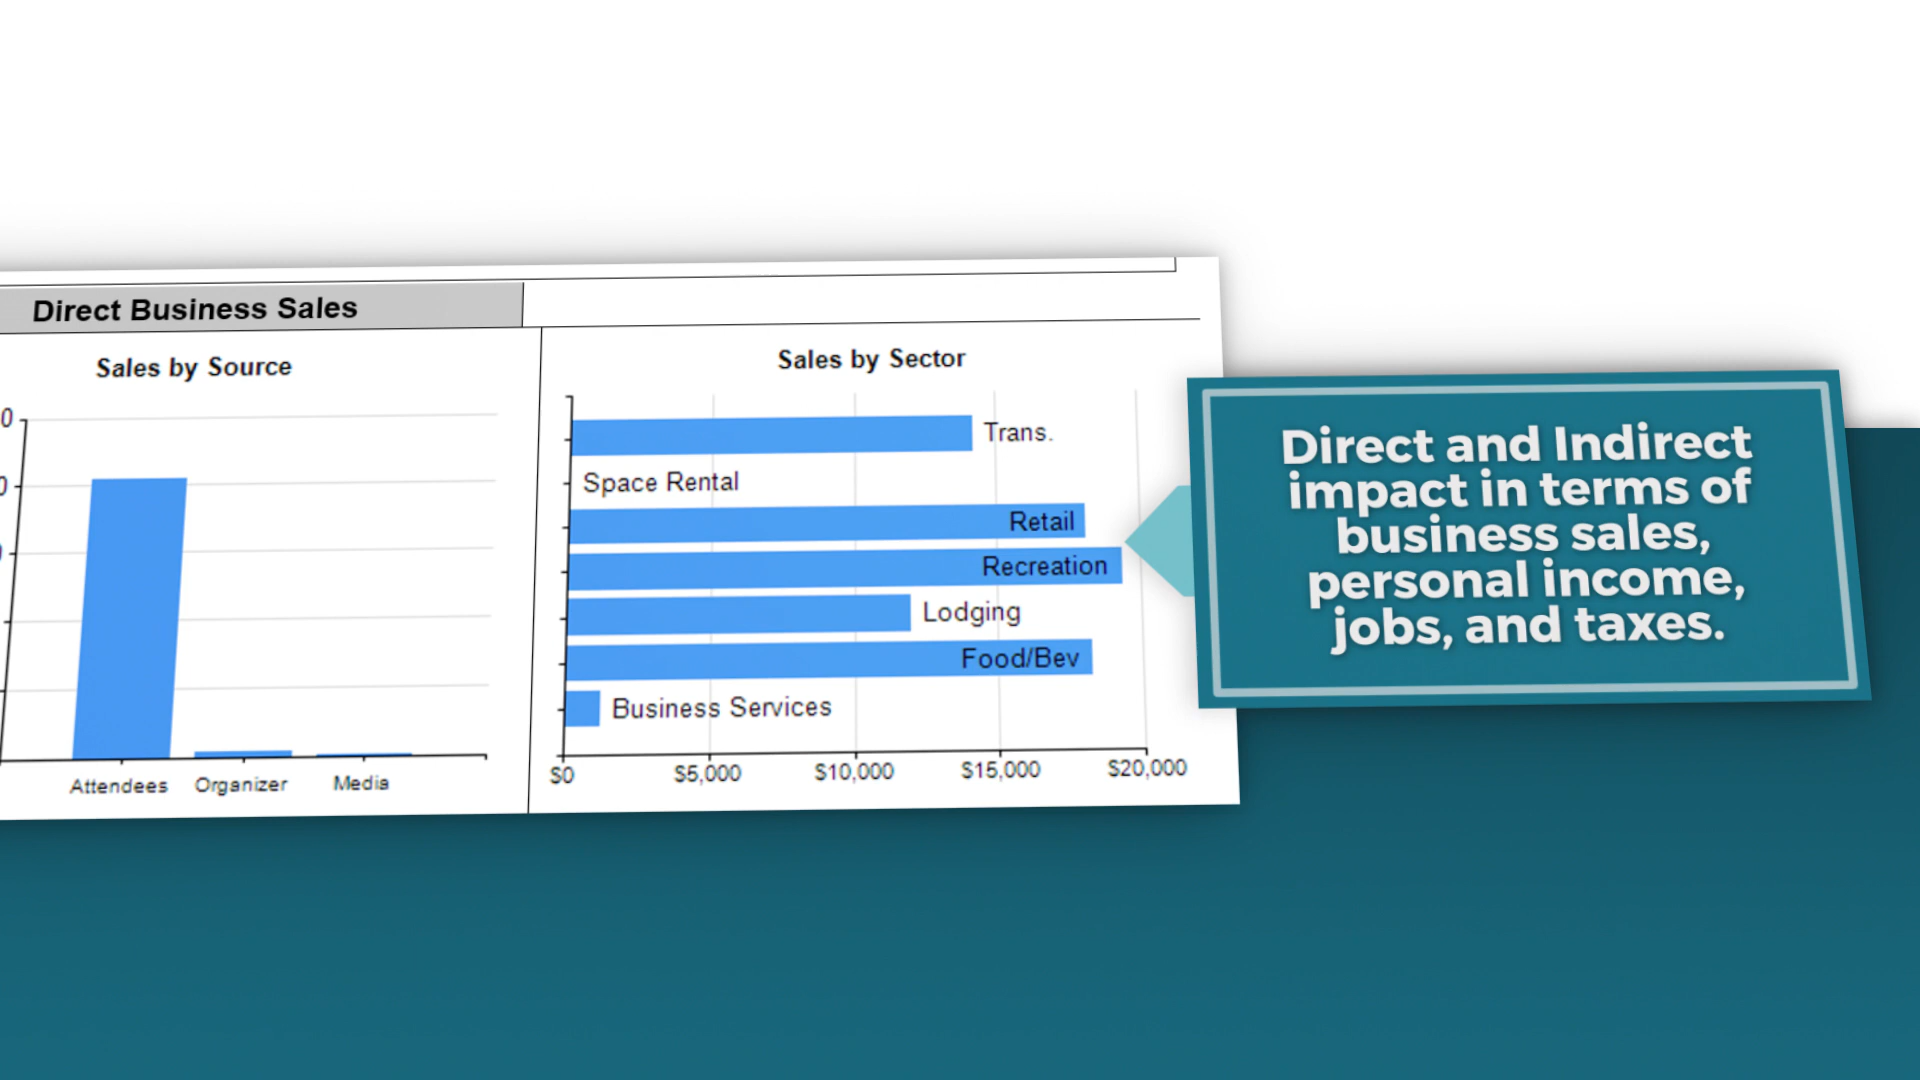 Direct Business Sales
Sales by Source
0
0
Attendees
Organizer
Media
Sales by Sector
Trans.
Space Rental
Retail
Recreation
Lodging
Food/Bev
Business Services
$0
$5,000
$10,000
$15,000
$20,000
Direct and Indirect
impact in terms of
business sales,
personal income,
jobs, and taxes.